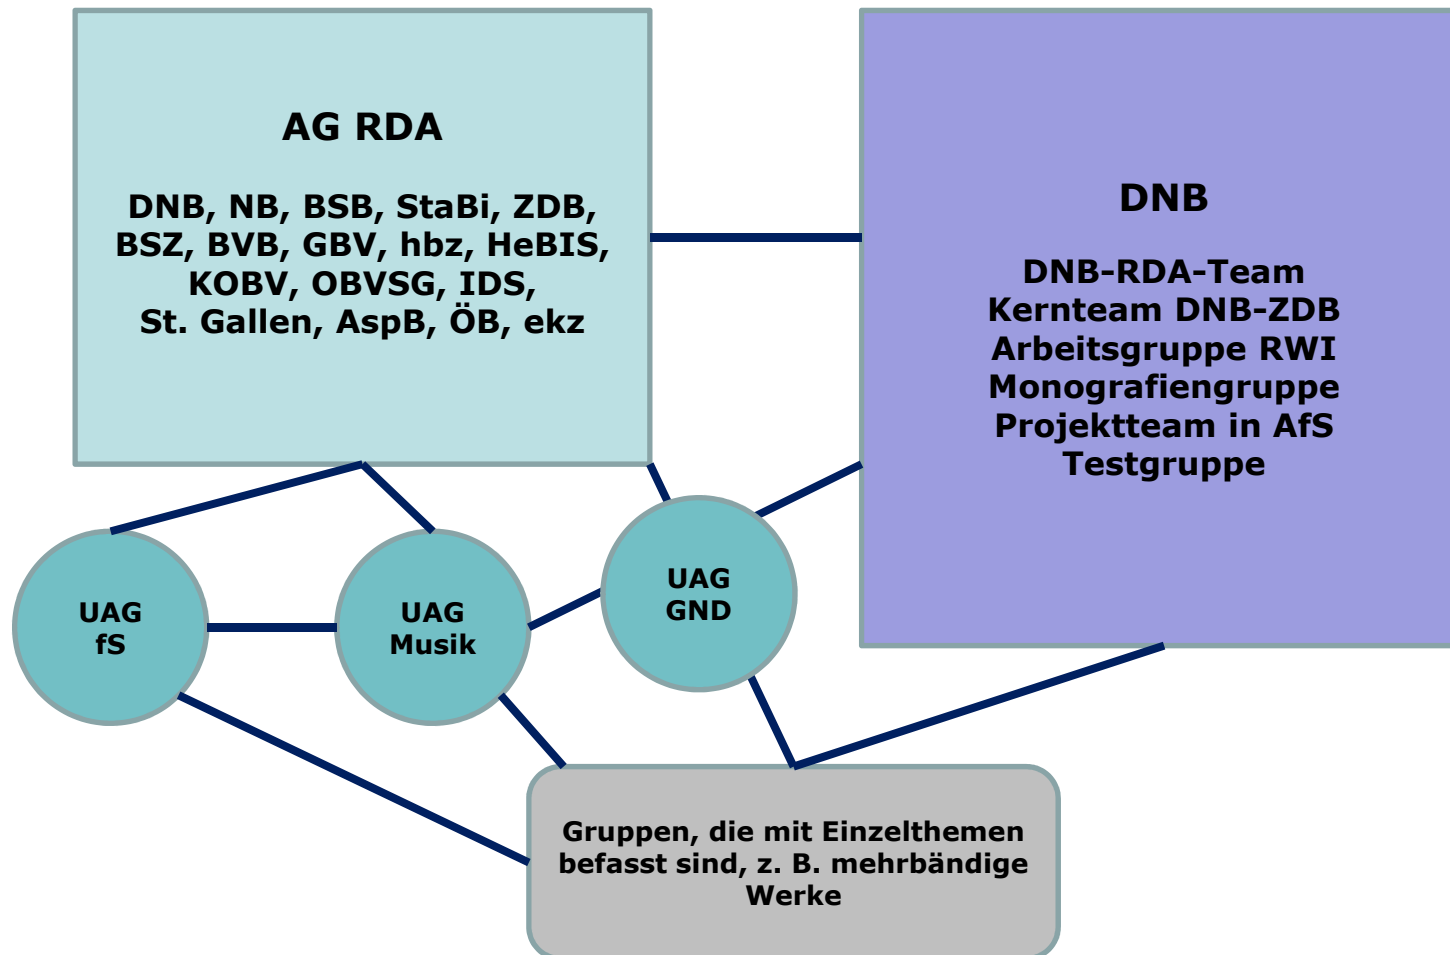 AG RDA
DNB, NB, BSB, StaBi, ZDB,
BSZ, BVB, GBV, hbz, HeBIS,
KOBV, OBVSG, IDS,
St. Gallen, AspB, ÖB, ekz
DNB
DNB-RDA-Team
Kernteam DNB-ZDB
Arbeitsgruppe RWI
Monografiengruppe
Projektteam in AfS
Testgruppe
UAG
fS
UAG
Musik
UAG
GND
Gruppen, die mit Einzelthemen
befasst sind, z. B. mehrbändige
Werke